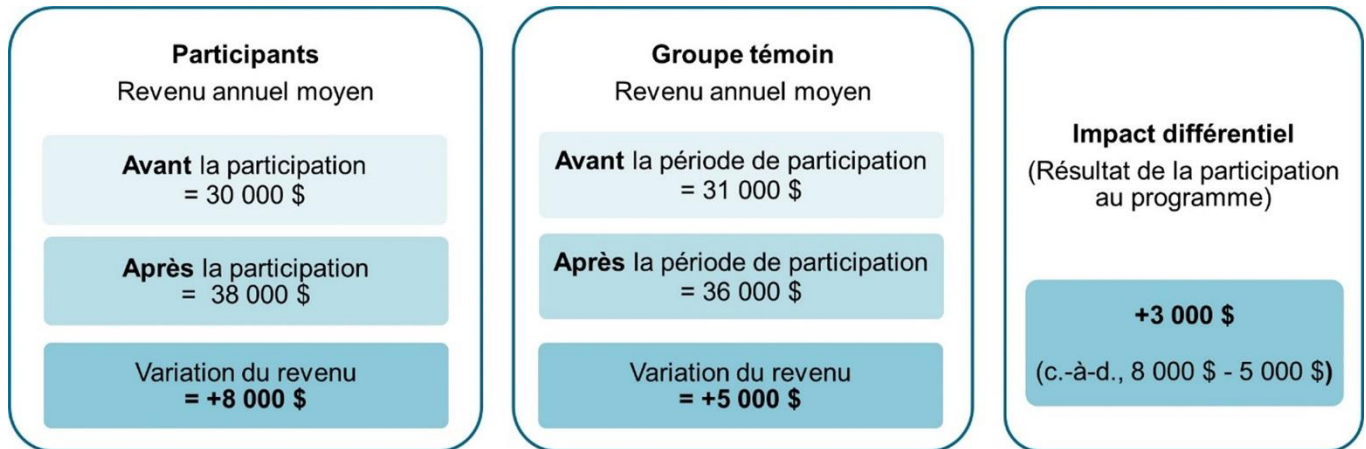 Participants
Revenu annuel moyen
Avant la participation
= 30 000 $
Après la participation
= 38 000 $
Variation du revenu
= +8 000 $
Groupe témoin
Revenu annuel moyen
Avant la période de participation
= 31 000 $
Après la période de participation
= 36 000 $
Variation du revenu
= +5 000 $
Impact différentiel
(Résultat de la participation
au programme)
+3 000 $
(c.-à-d., 8 000 $ - 5 000 $)